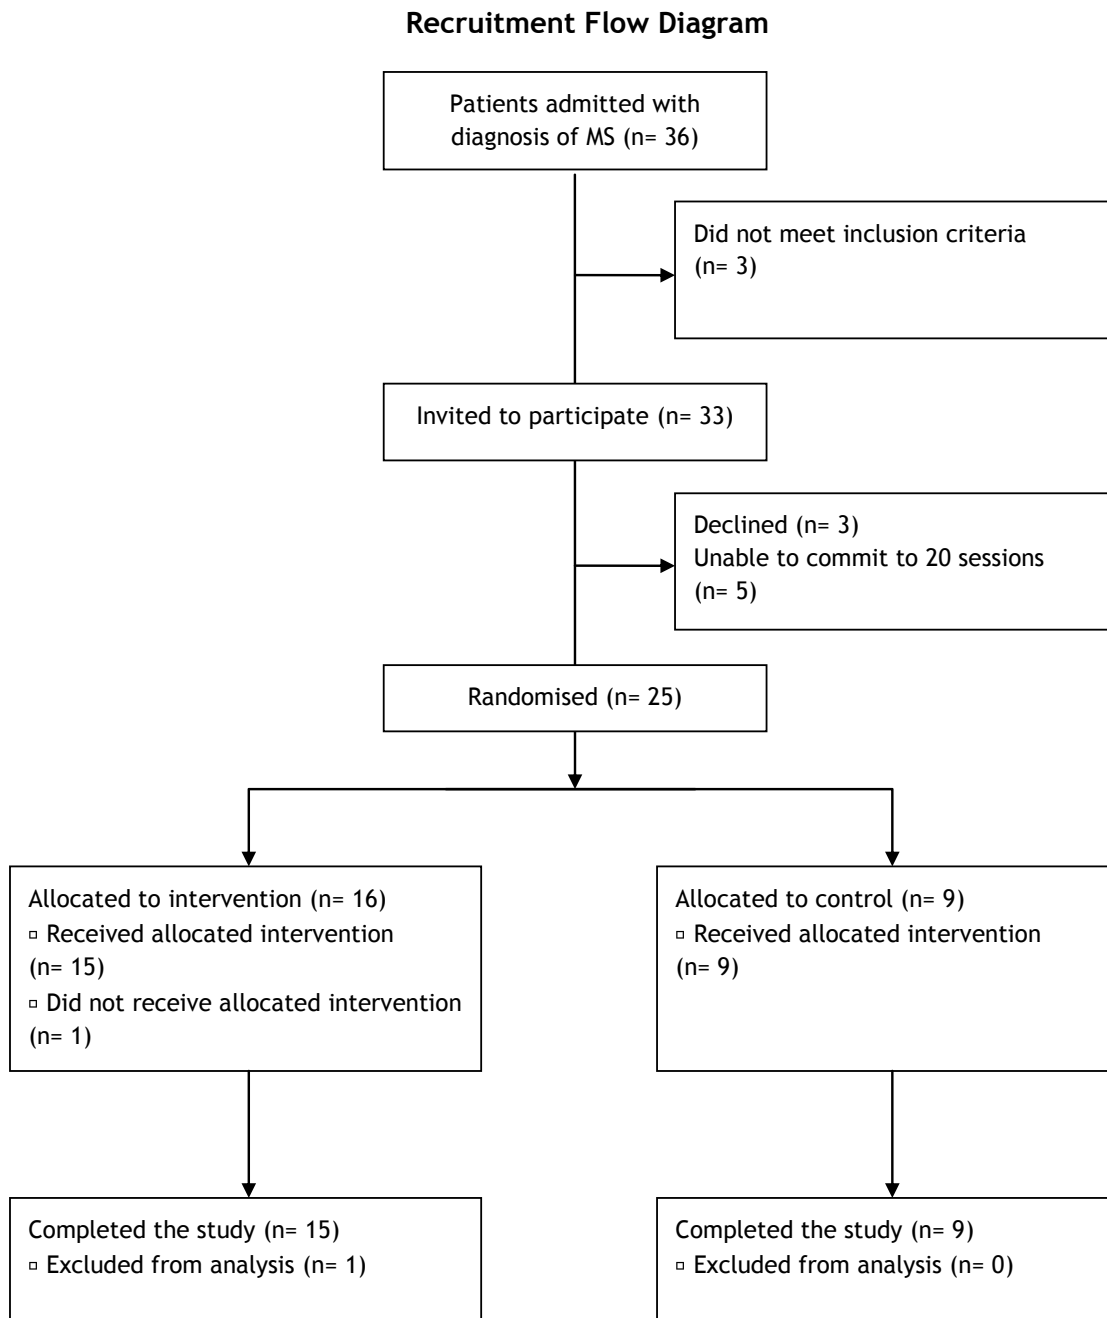 Recruitment Flow Diagram
Patients admitted with
diagnosis of MS (n= 36)
Did not meet inclusion criteria
(n= 3)
Invited to participate (n= 33)
Declined (n= 3)
Unable to commit to 20 sessions
(n= 5)
Randomised (n= 25)
Allocated to intervention (n= 16)
▫ Received allocated intervention
(n= 15)
▫ Did not receive allocated intervention
(n= 1)
Allocated to control (n= 9)
▫ Received allocated intervention
(n= 9)
Completed the study (n= 15)
▫ Excluded from analysis (n= 1)
Completed the study (n= 9)
▫ Excluded from analysis (n= 0)